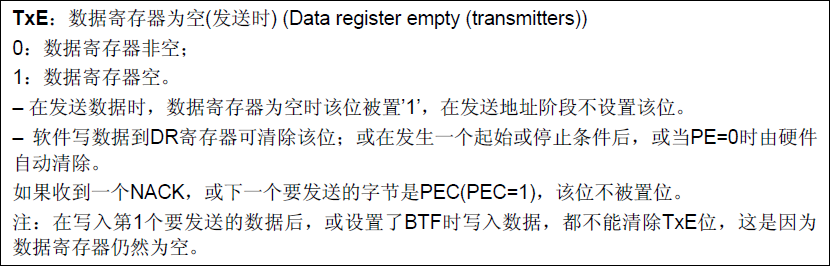 TxE：数据寄存器为空(发送时) (Data register empty (transmitters))
0：数据寄存器非空；
1：数据寄存器空。
– 在发送数据时，数据寄存器为空时该位被置’1’，在发送地址阶段不设置该位。
– 软件写数据到DR寄存器可清除该位；或在发生一个起始或停止条件后，或当PE=0时由硬件
自动清除。
如果收到一个NACK，或下一个要发送的字节是PEC(PEC=1)，该位不被置位。
注：在写入第1个要发送的数据后，或设置了BTF时写入数据，都不能清除TxE位，这是因为
数据寄存器仍然为空。